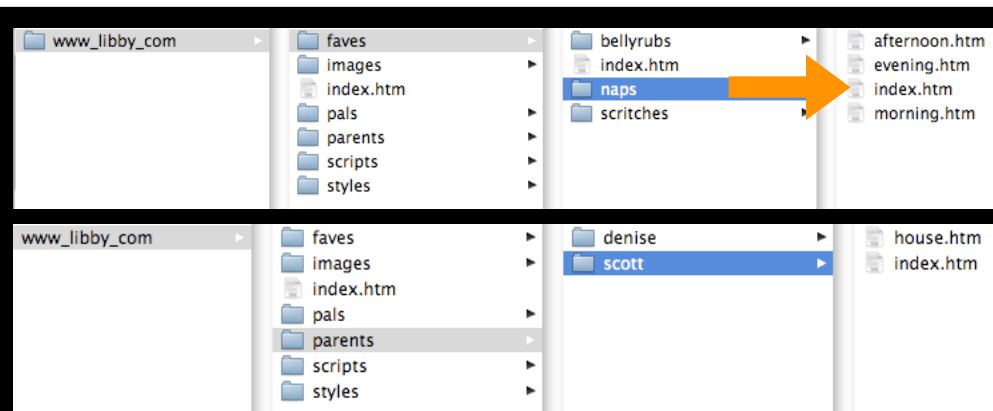 www_libby_com
faves
images
index.htm
pals
parents
scripts
styles
bellyrubs
index.htm
naps
scritches
afternoon.htm
evening.htm
index.htm
morning.htm
www_libby_com
faves
images
index.htm
pals
parents
scripts
styles
denise
scott
house.htm
index.htm